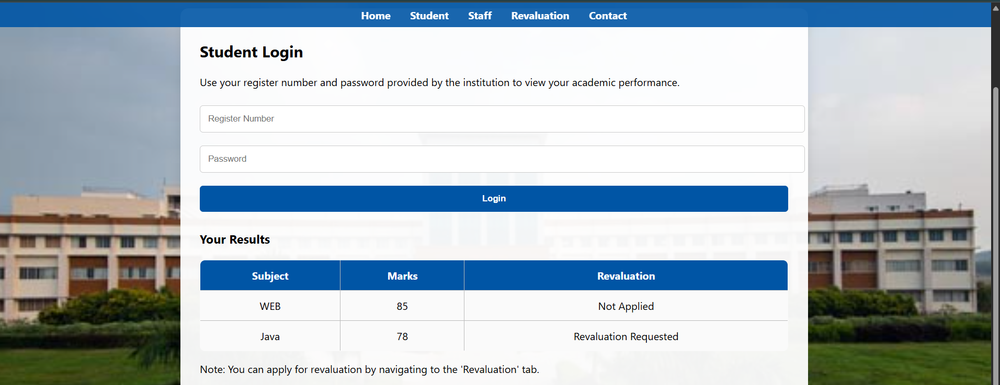 Home Student Staff Revaluation Contact
Student Login
Use your register number and password provided by the institution to view your academic performance.
Register Number
Password
Login
Your Results
Subject Marks Revaluation
WEB 85 Not Applied
Java 78 Revaluation Requested
Note: You can apply for revaluation by navigating to the 'Revaluation' tab.